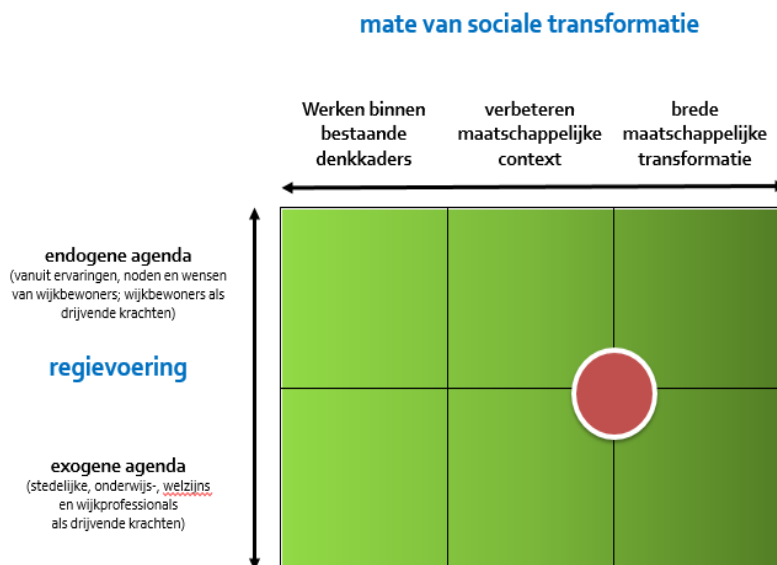 mate van sociale transformatie
Werken binnen
bestaande
denkkaders
verbeteren
maatschappelijke
context
brede
maatschappelijke
transformatie
endogene agenda
(vanuit ervaringen, noden en wensen
van wijkbewoners; wijkbewoners als
drijvende krachten)
regievoering
exogene agenda
(stedelijke, onderwijs-, welzijns
en wijkprofessionals
als drijvende krachten)